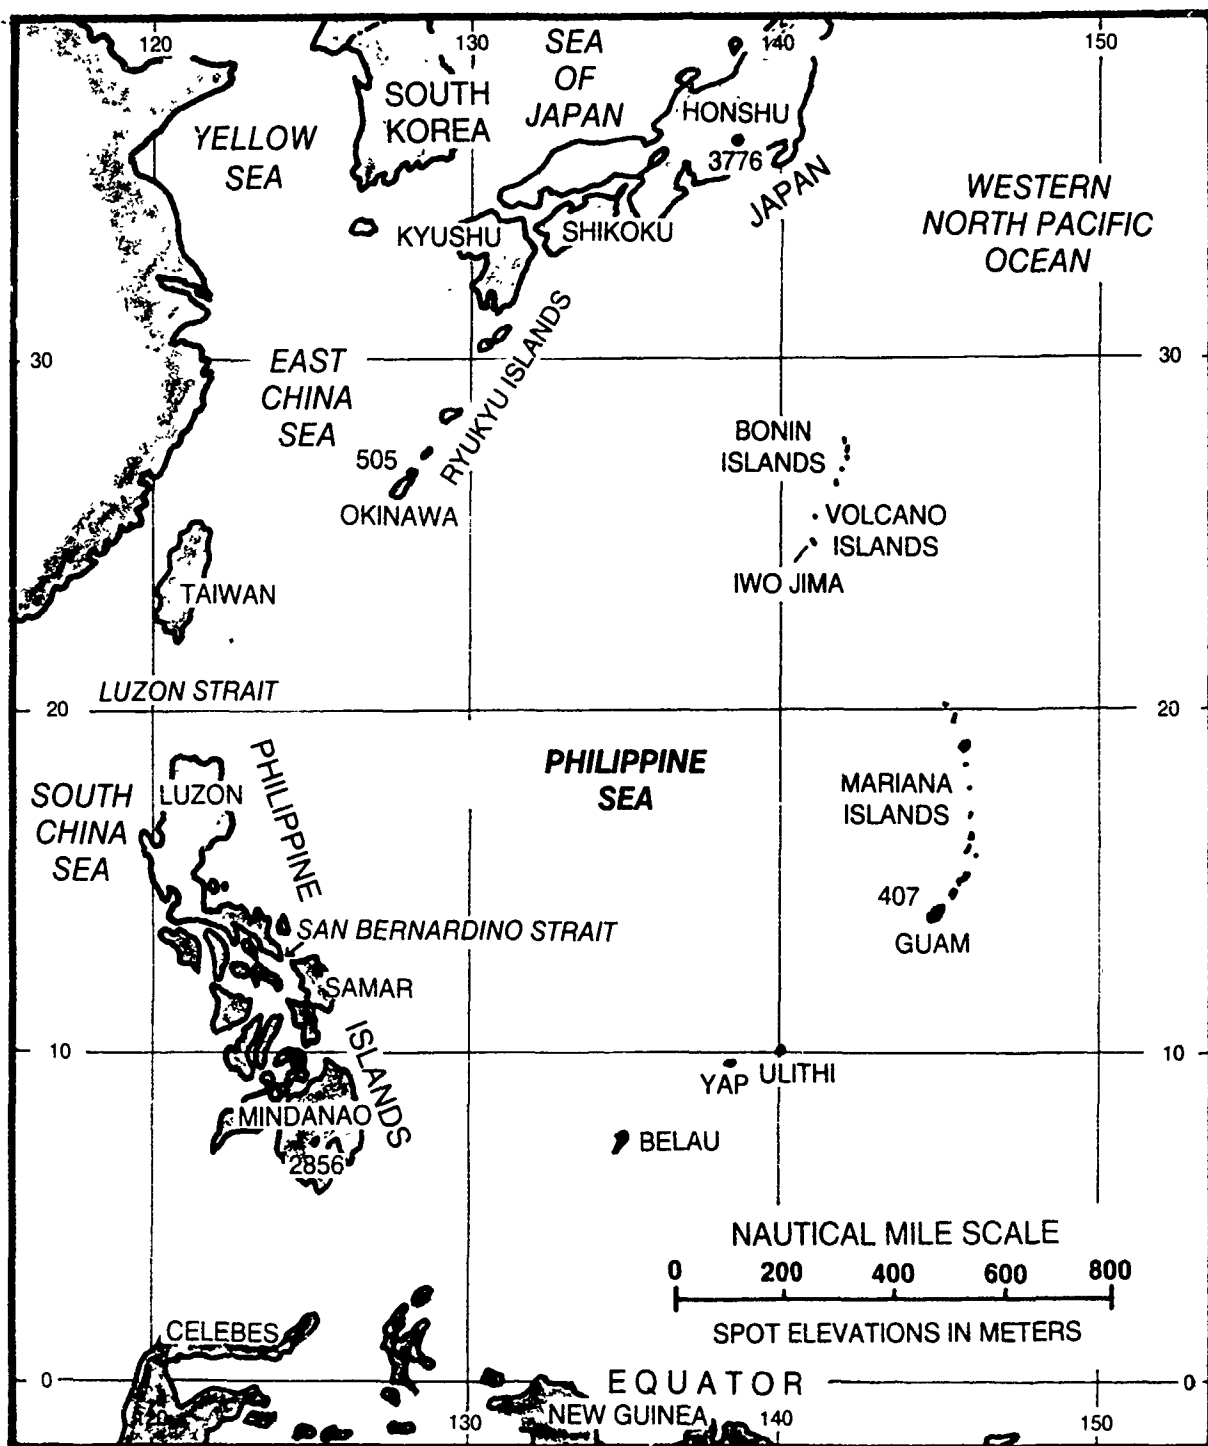 120
130
140
150
SEA
OF
JAPAN
SOUTH
KOREA
YELLOW
SEA
HONSHU
3776
JAPAN
WESTERN
NORTH PACIFIC
OCEAN
KYUSHU
SHIKOKU
30
EAST
CHINA
SEA
RYUKYU ISLANDS
30
505
OKINAWA
BONIN
ISLANDS
VOLCANO
ISLANDS
IWO JIMA
TAIWAN
LUZON STRAIT
20
20
PHILIPPINE
SEA
SOUTH
CHINA
SEA
LUZON
PHILIPPINE
ISLANDS
MARIANA
ISLANDS
407
GUAM
SAN BERNARDINO STRAIT
SAMAR
10
10
YAP
ULITHI
MINDANAO
2856
BELAU
NAUTICAL MILE SCALE
0 200 400 600 800
SPOT ELEVATIONS IN METERS
CELEBES
0
EQUATOR
0
NEW GUINEA
120
130
140
150